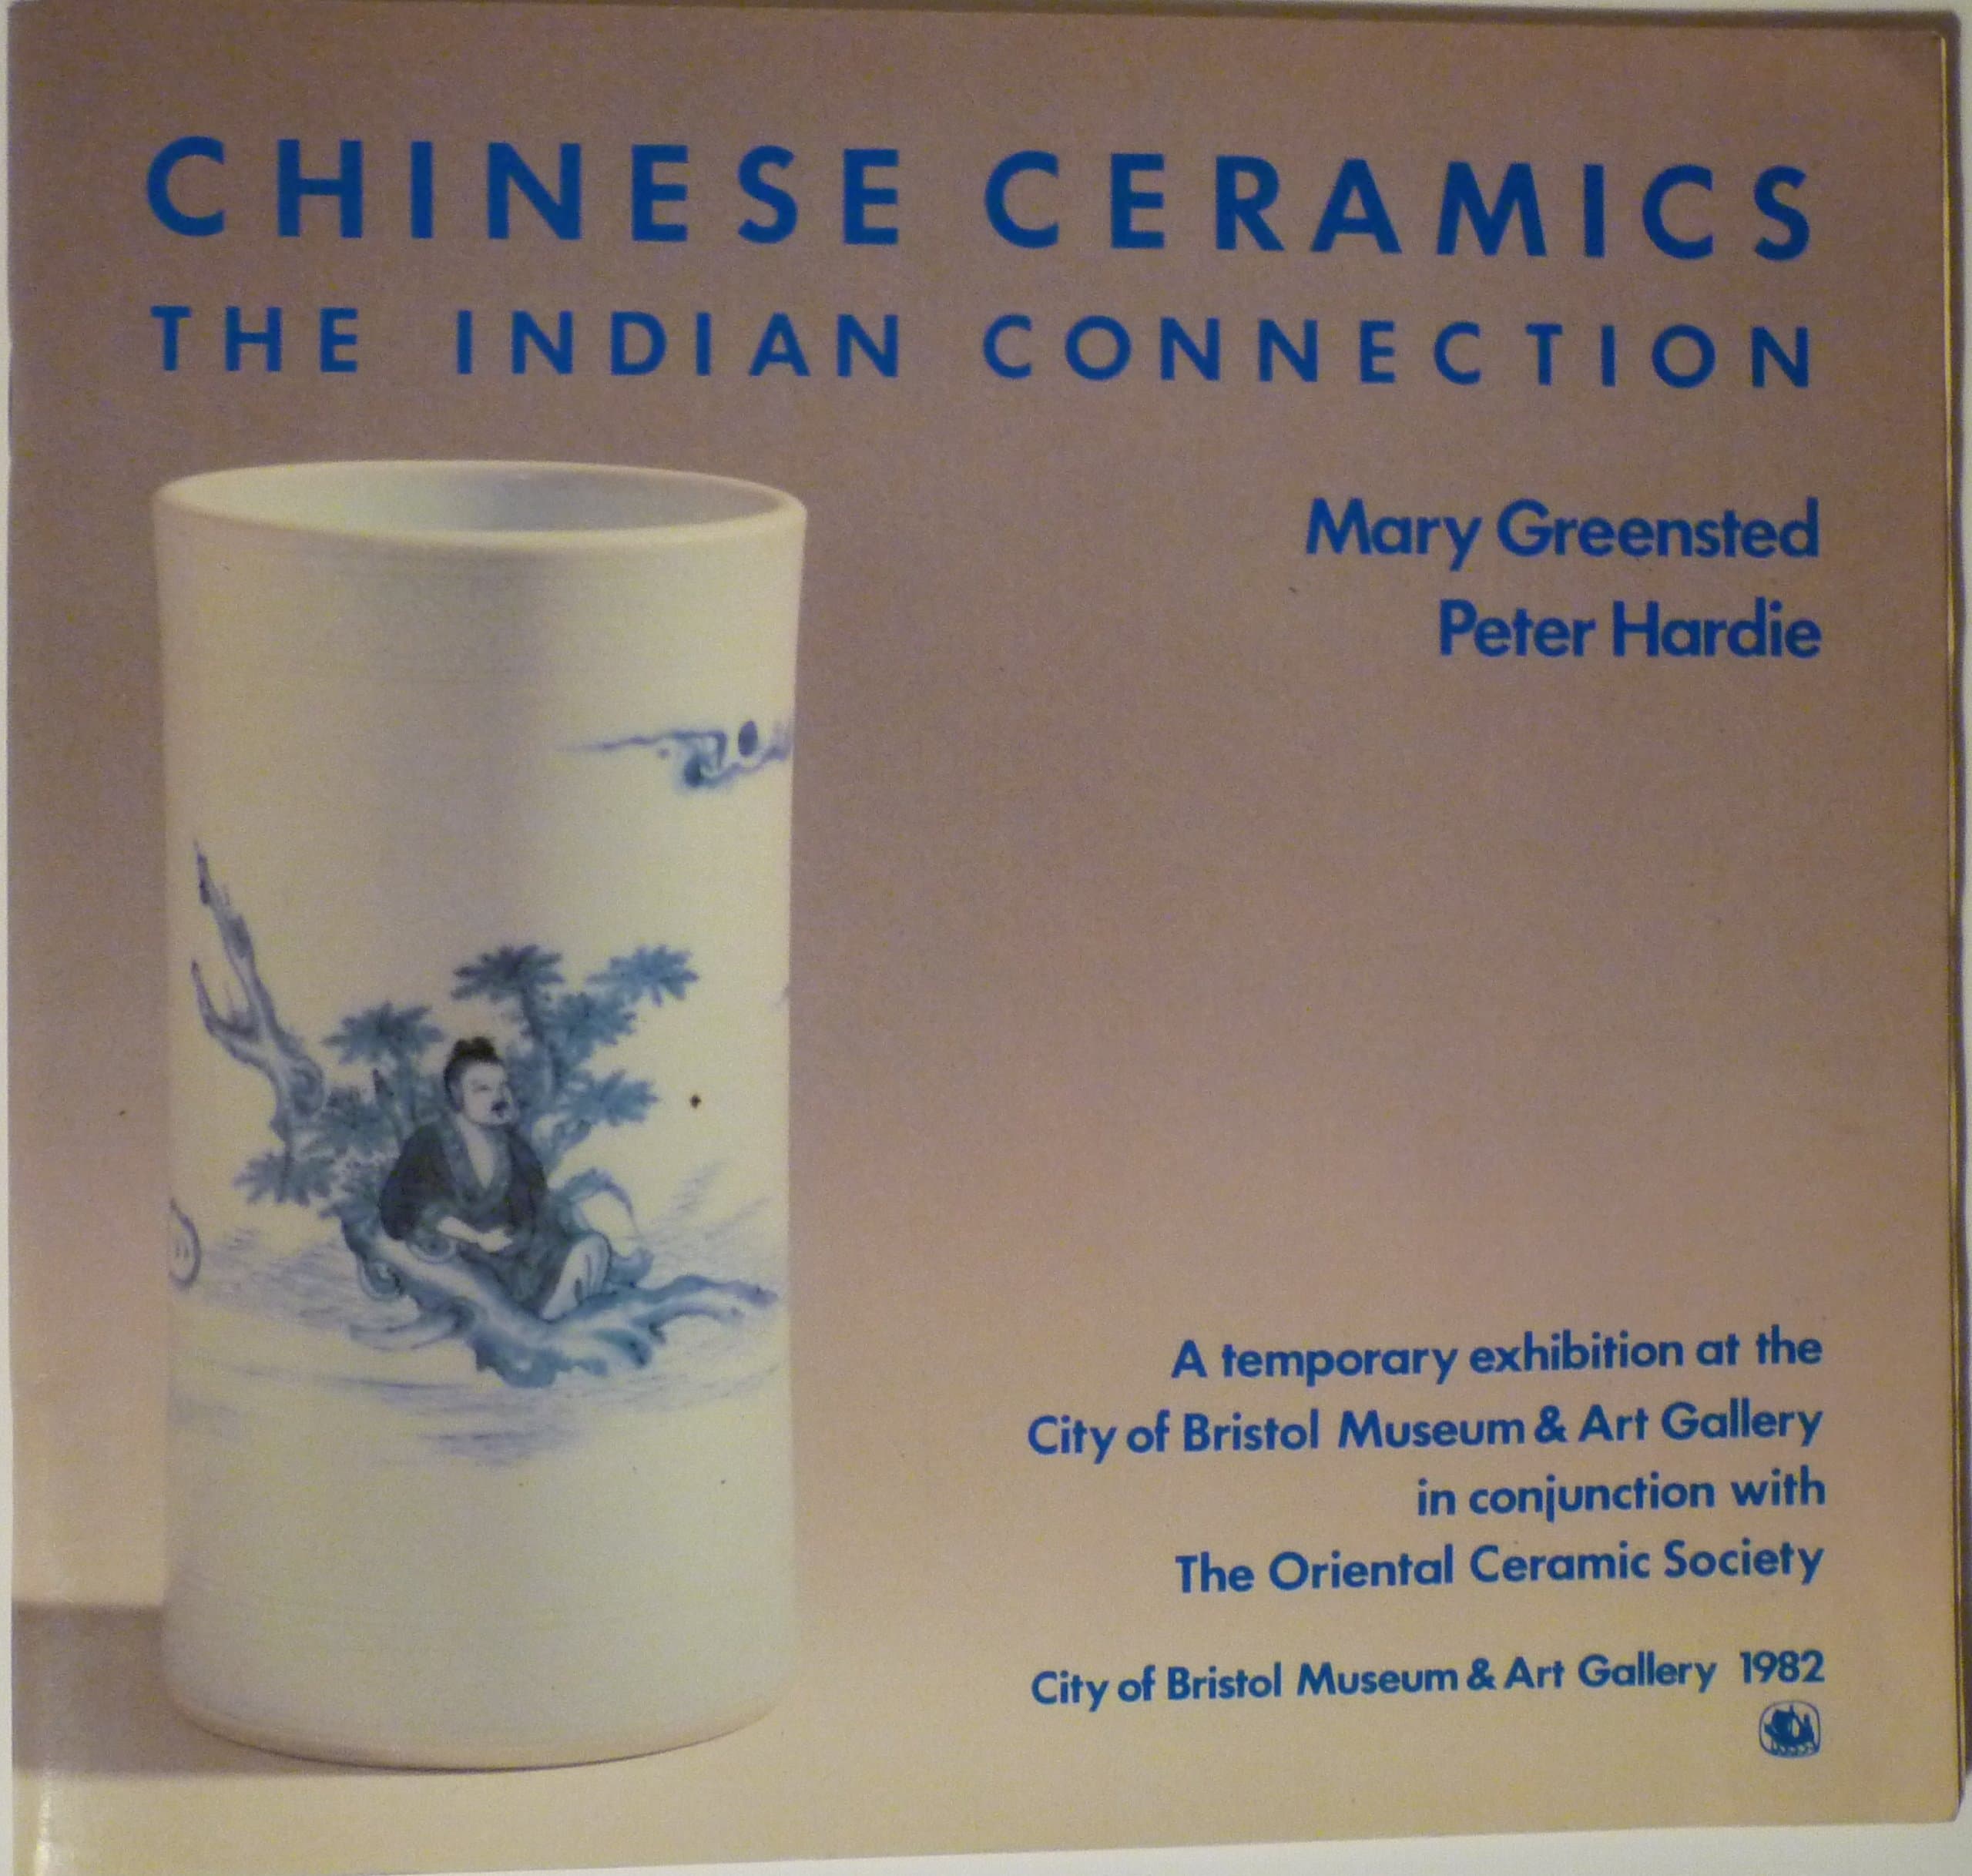 CHINESE CERAMICS
THE INDIAN CONNECTION
Mary Greensted
Peter Hardie
A temporary exhibition at the
City of Bristol Museum & Art Gallery
in conjunction with
The Oriental Ceramic Society
City of Bristol Museum & Art Gallery 1982